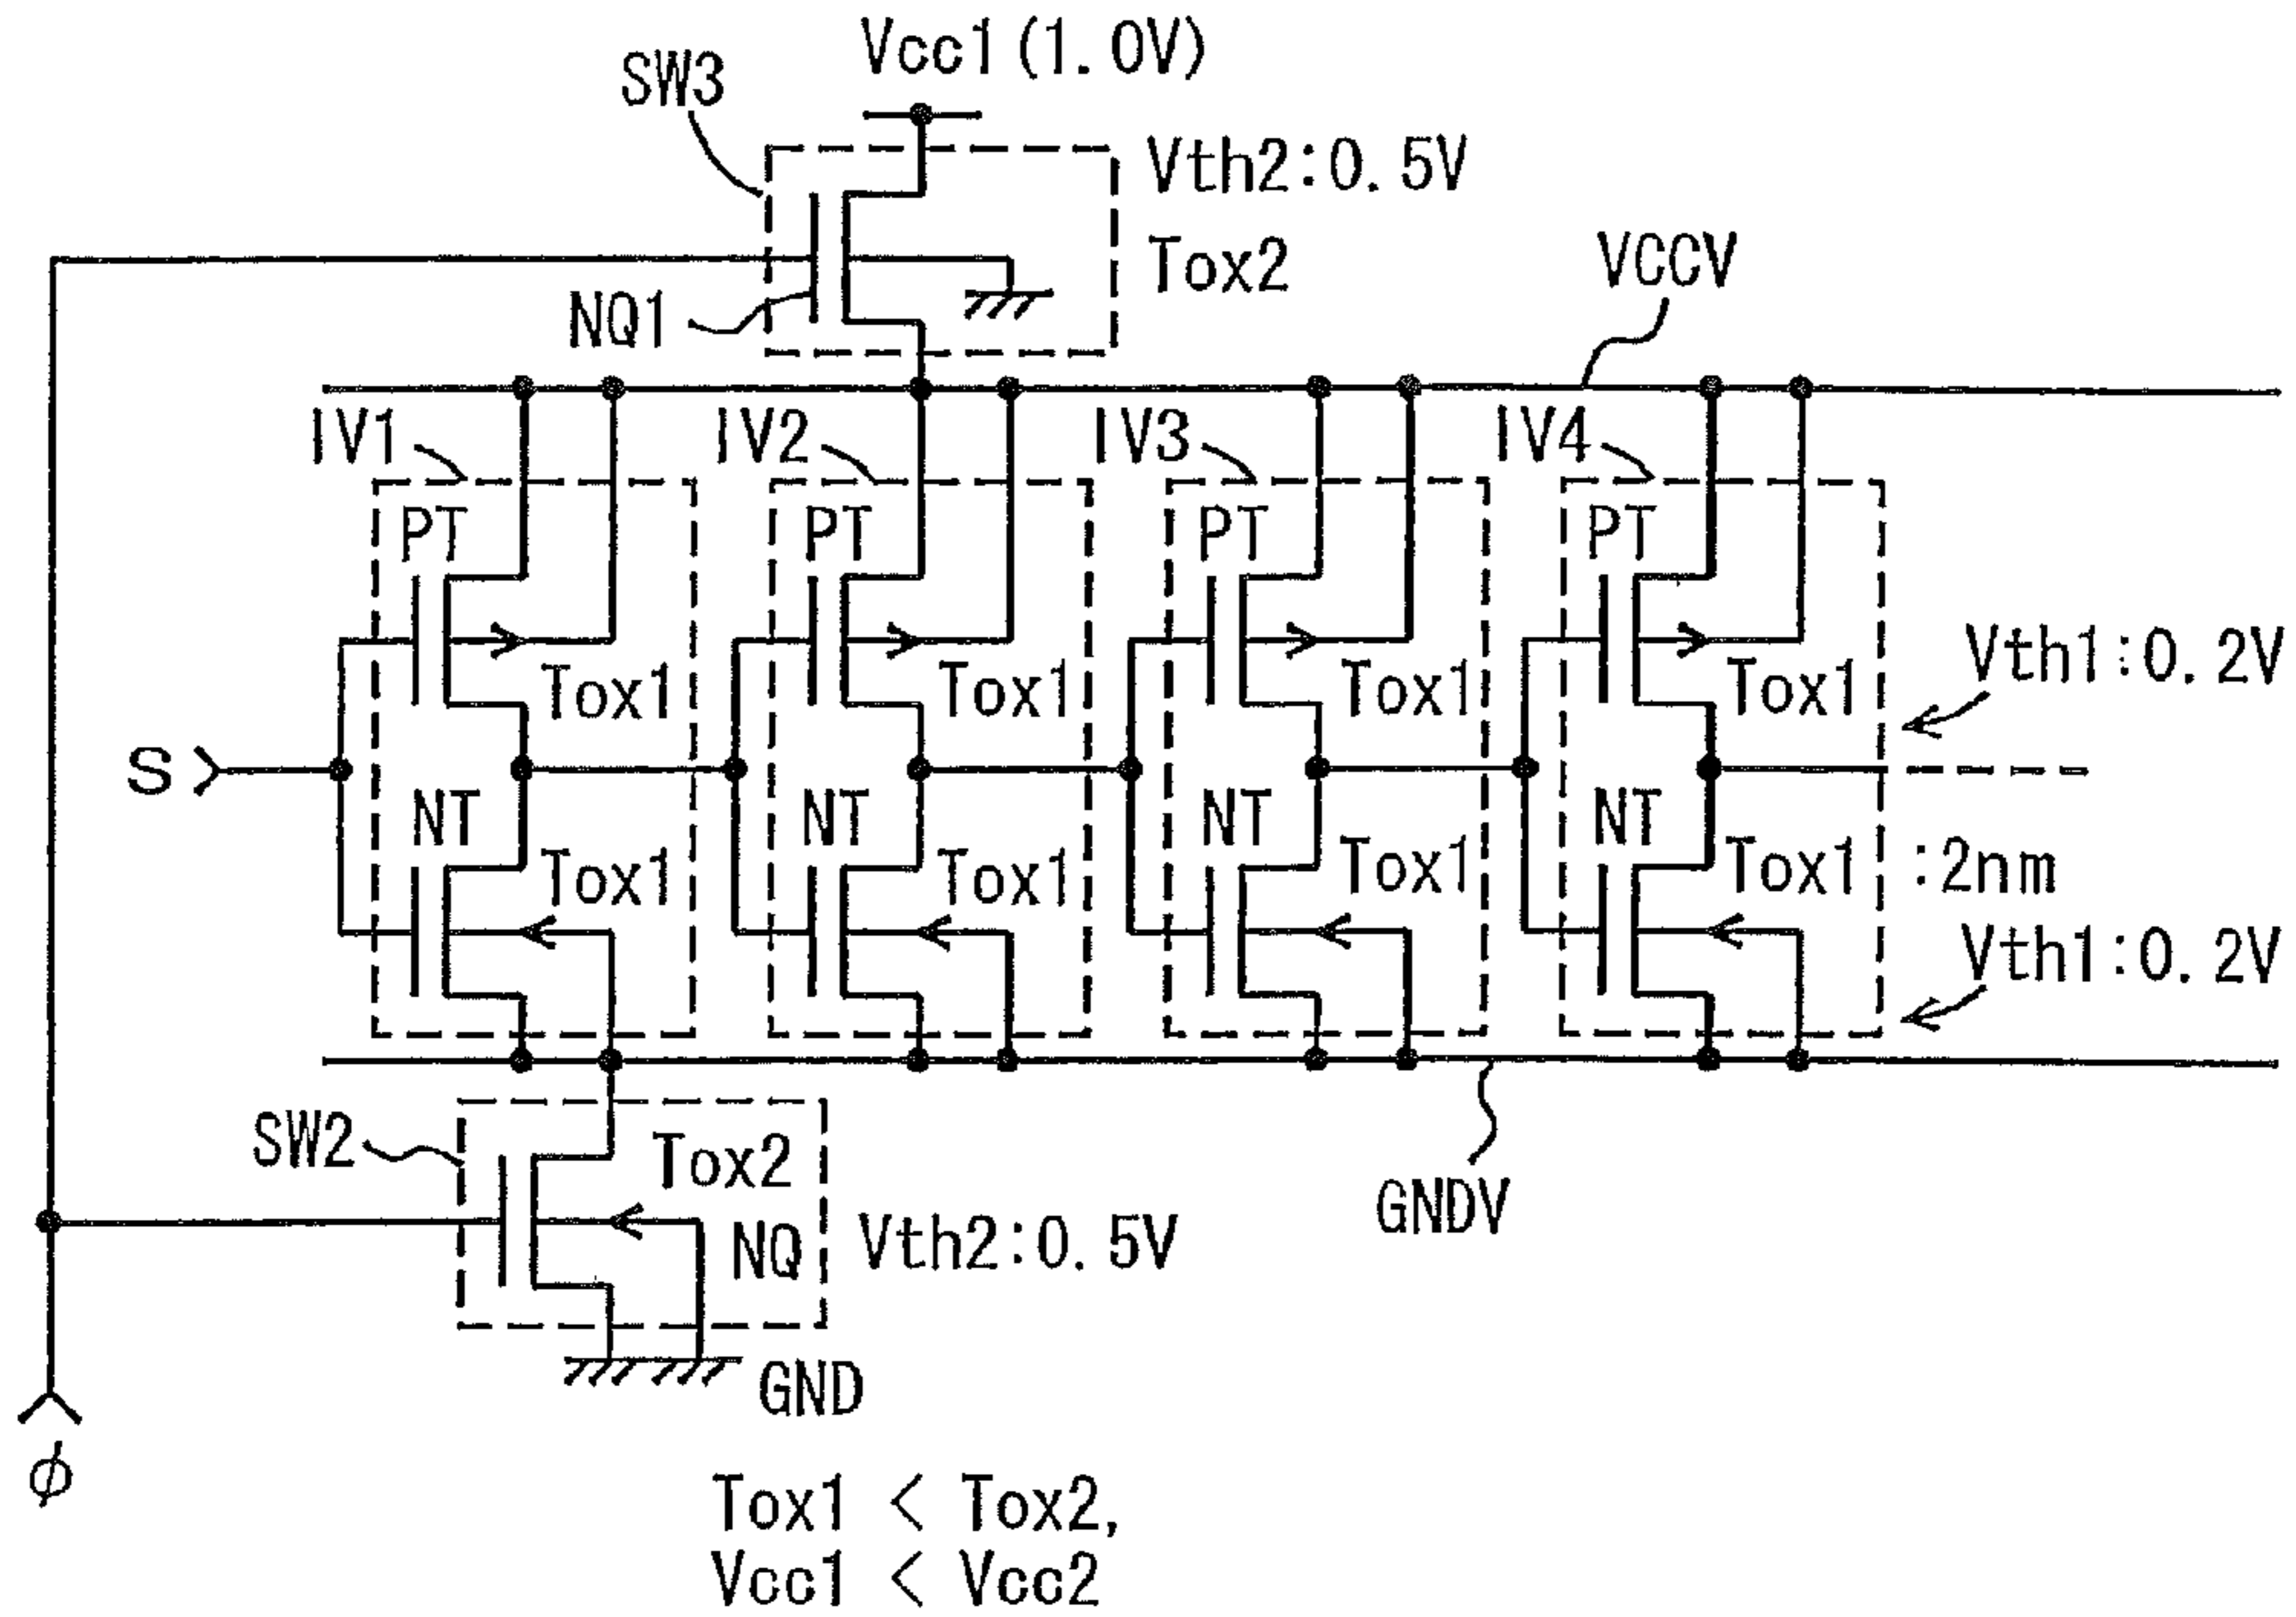 Vcc1(1.0V)
SW3
Vth2:0.5V
Tox2
VCCV
NQ1
IV1
IV2
IV3
IV4
PT
PT
PT
PT
Vth1:0.2V
Tox1
Tox1
Tox1
Tox1
S
NT
NT
NT
NT
Tox1
Tox1
Tox1
Tox1 :2nm
Vth1:0.2V
SW2
Tox2
NQ
Vth2:0.5V
GNDV
GND
ϕ
Tox1 < Tox2,
Vcc1 < Vcc2